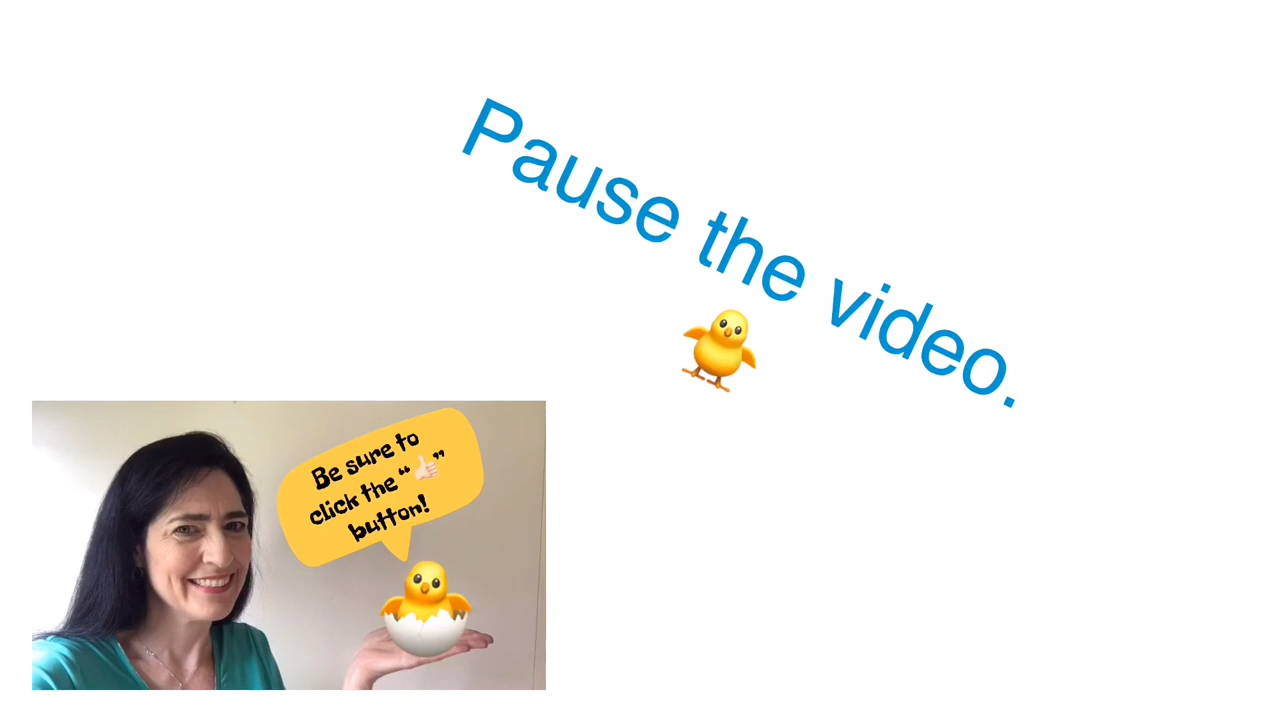 Pause the video.
Be sure to
click the “👍🏻”
button!